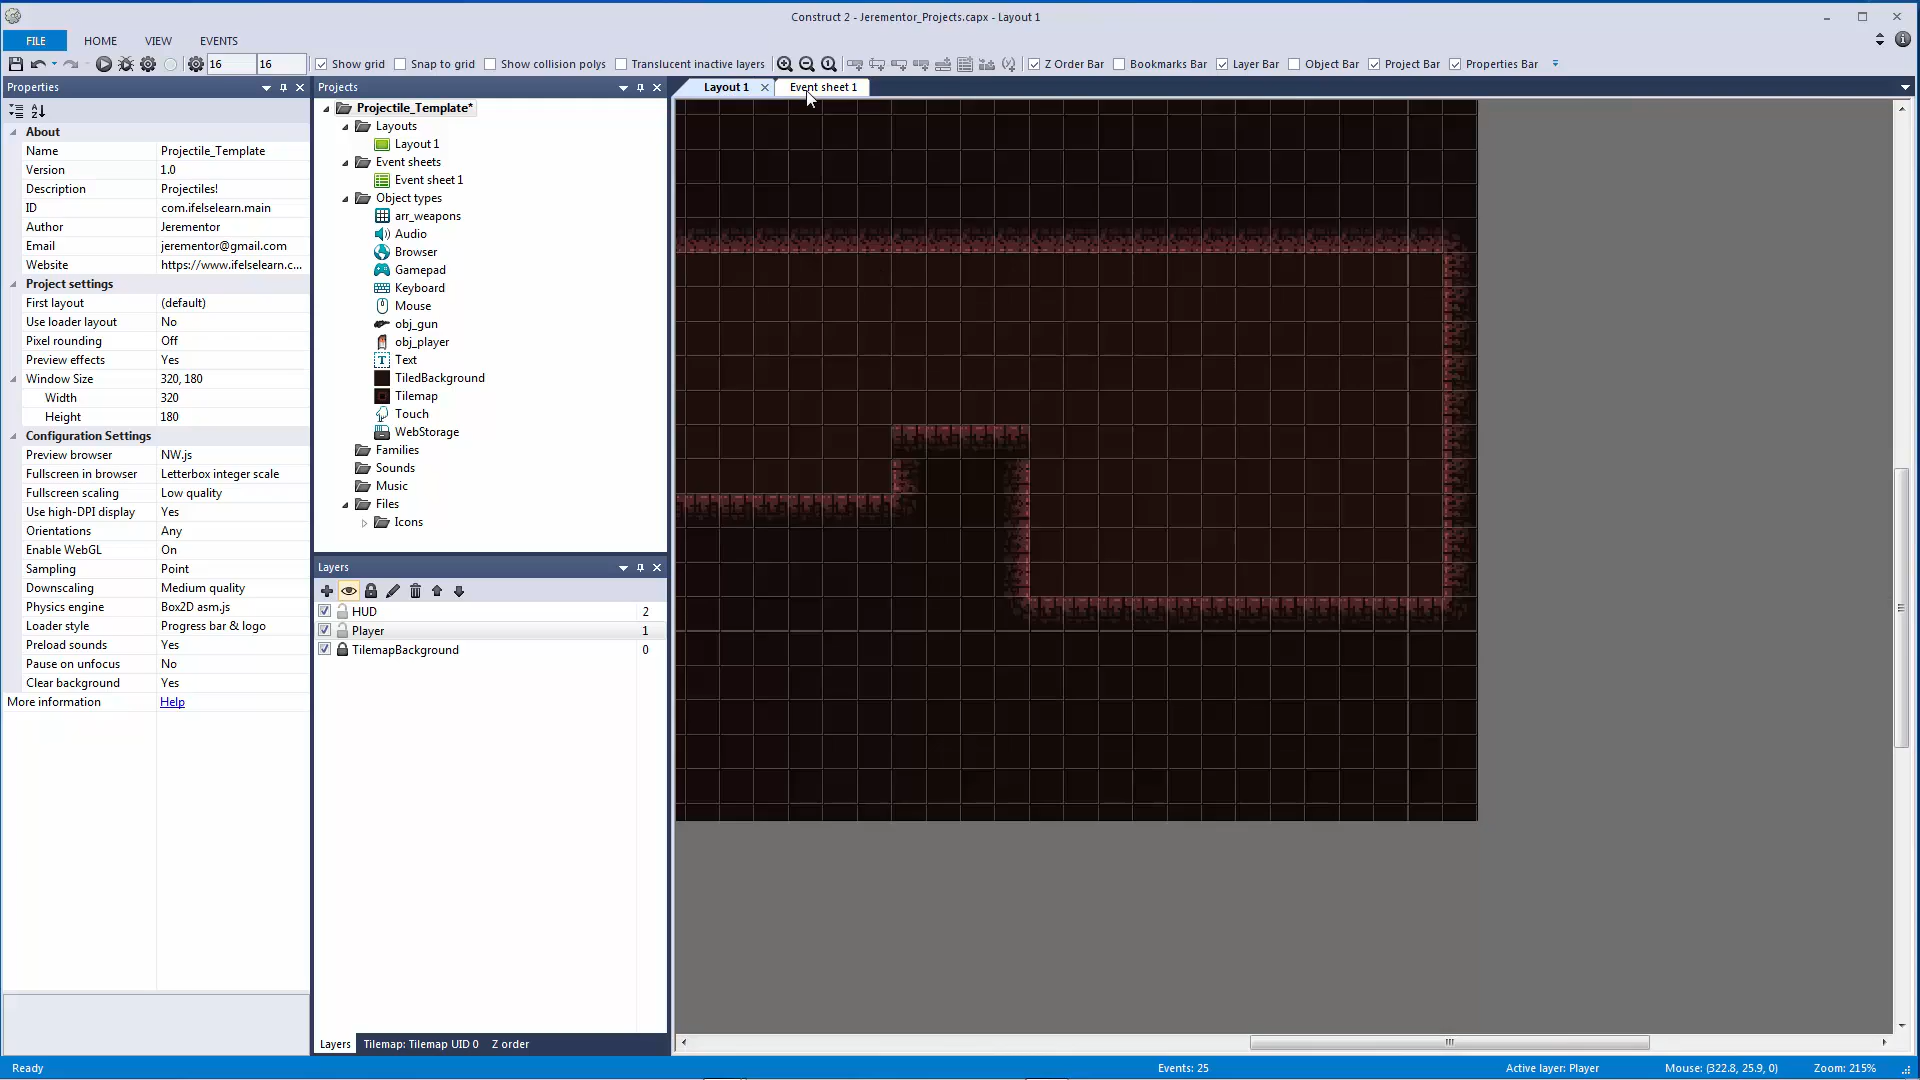 Construct 2 - Jerementor_Projects.capx - Layout 1
FILE HOME VIEW EVENTS
16 16 Show grid Snap to grid Show collision polys Translucent inactive layers Z Order Bar Bookmarks Bar Layer Bar Object Bar Project Bar Properties Bar
Properties
About
Name Projectile_Template
Version 1.0
Description Projectiles!
ID com.ifelselearn.main
Author Jerementor
Email jerementor@gmail.com
Website https://www.ifelselearn.c...
Project settings
First layout (default)
Use loader layout No
Pixel rounding Off
Preview effects Yes
Window Size 320, 180
Width 320
Height 180
Configuration Settings
Preview browser NW.js
Fullscreen in browser Letterbox integer scale
Fullscreen scaling Low quality
Use high-DPI display Yes
Orientations Any
Enable WebGL On
Sampling Point
Downscaling Medium quality
Physics engine Box2D asm.js
Loader style Progress bar & logo
Preload sounds Yes
Pause on unfocus No
Clear background Yes
More information Help
Projects
Projectile_Template*
Layouts
Layout 1
Event sheets
Event sheet 1
Object types
arr_weapons
Audio
Browser
Gamepad
Keyboard
Mouse
obj_gun
obj_player
Text
TiledBackground
Tilemap
Touch
WebStorage
Families
Sounds
Music
Files
Icons
Layers
HUD 2
Player 1
TilemapBackground 0
Layers Tilemap: Tilemap UID 0 Z order
Layout 1 Event sheet 1
Ready Events: 25 Active layer: Player Mouse: (322.8, 25.9, 0) Zoom: 215%